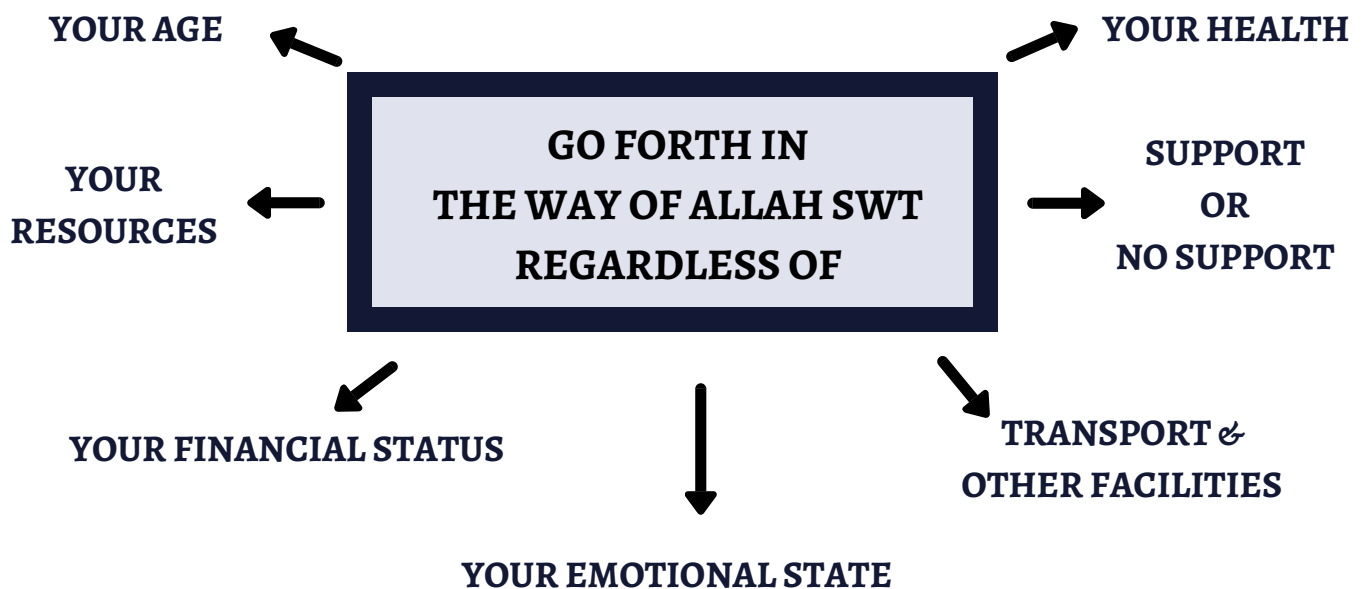 YOUR AGE
YOUR HEALTH
GO FORTH IN
THE WAY OF ALLAH SWT
REGARDLESS OF
YOUR
RESOURCES
SUPPORT
OR
NO SUPPORT
YOUR FINANCIAL STATUS
TRANSPORT &
OTHER FACILITIES
YOUR EMOTIONAL STATE